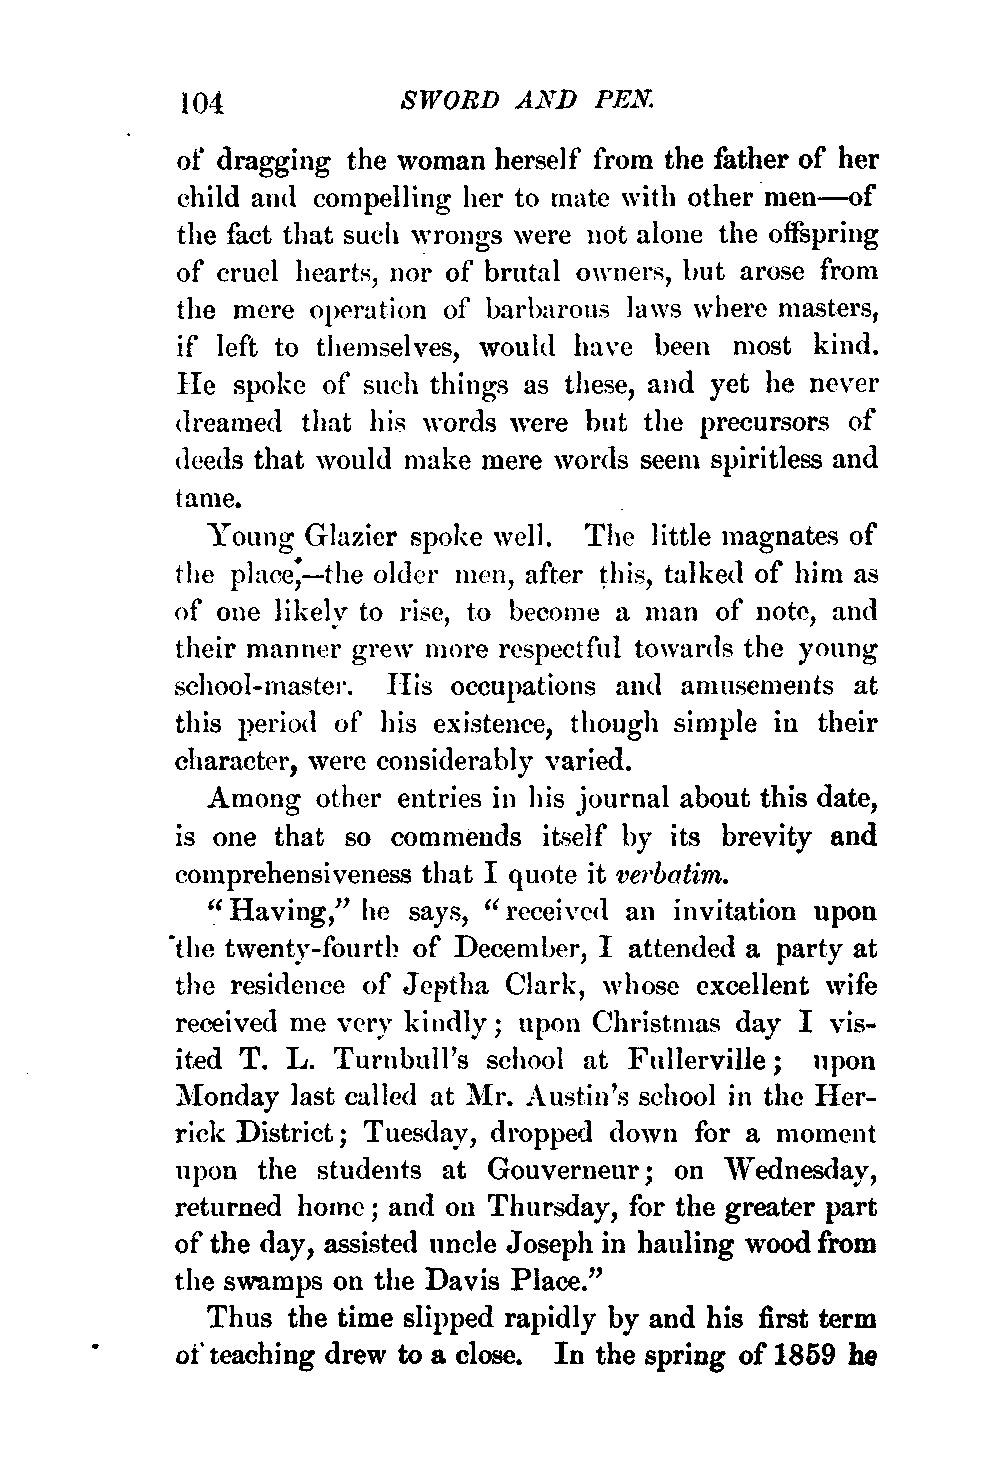 104 SWORD AND PEN.
of dragging the woman herself from the father of her
child and compelling her to mate with other men—of
the fact that such wrongs were not alone the offspring
of cruel hearts, nor of brutal owners, but arose from
the mere operation of barbarous laws where masters,
if left to themselves, would have been most kind.
He spoke of such things as these, and yet he never
dreamed that his words were but the precursors of
deeds that would make mere words seem spiritless and
tame.
Young Glazier spoke well. The little magnates of
the place,—the older men, after this, talked of him as
of one likely to rise, to become a man of note, and
their manner grew more respectful towards the young
school-master. His occupations and amusements at
this period of his existence, though simple in their
character, were considerably varied.
Among other entries in his journal about this date,
is one that so commends itself by its brevity and
comprehensiveness that I quote it verbatim.
“Having,” he says, “received an invitation upon
the twenty-fourth of December, I attended a party at
the residence of Jeptha Clark, whose excellent wife
received me very kindly; upon Christmas day I vis-
ited T. L. Turnbull’s school at Fullerville; upon
Monday last called at Mr. Austin’s school in the Her-
rick District; Tuesday, dropped down for a moment
upon the students at Gouverneur; on Wednesday,
returned home; and on Thursday, for the greater part
of the day, assisted uncle Joseph in hauling wood from
the swamps on the Davis Place.”
Thus the time slipped rapidly by and his first term
of teaching drew to a close. In the spring of 1859 he